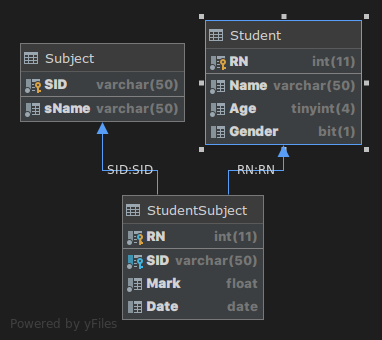 Subject
SID varchar(50)
sName varchar(50)
Student
RN int(11)
Name varchar(50)
Age tinyint(4)
Gender bit(1)
SID:SID
RN:RN
StudentSubject
RN int(11)
SID varchar(50)
Mark float
Date date
Powered by yFiles